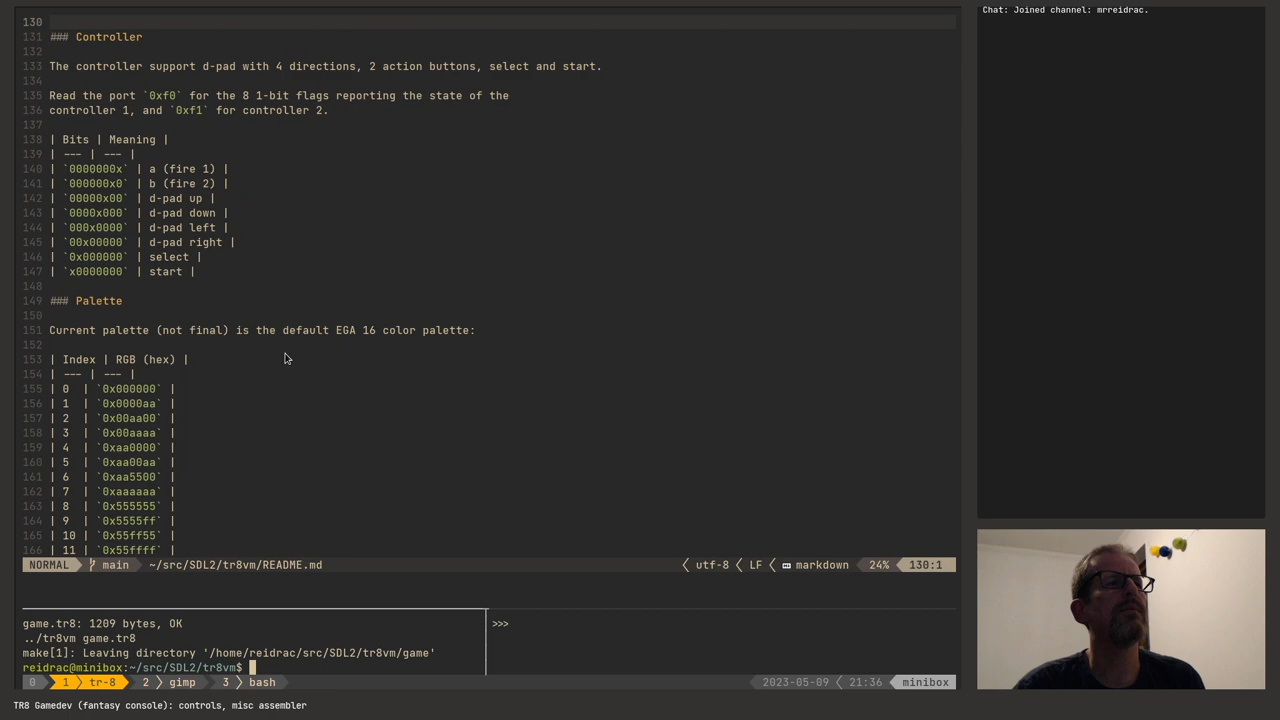 130
131 ### Controller
132
133 The controller support d-pad with 4 directions, 2 action buttons, select and start.
134
135 Read the port `0xf0` for the 8 1-bit flags reporting the state of the
136 controller 1, and `0xf1` for controller 2.
137
138 | Bits | Meaning |
139 | --- | --- |
140 | `0000000x` | a (fire 1) |
141 | `000000x0` | b (fire 2) |
142 | `00000x00` | d-pad up |
143 | `0000x000` | d-pad down |
144 | `000x0000` | d-pad left |
145 | `00x00000` | d-pad right |
146 | `0x000000` | select |
147 | `x0000000` | start |
148
149 ### Palette
150
151 Current palette (not final) is the default EGA 16 color palette:
152
153 | Index | RGB (hex) |
154 | --- | --- |
155 | 0 | `0x000000` |
156 | 1 | `0x0000aa` |
157 | 2 | `0x00aa00` |
158 | 3 | `0x00aaaa` |
159 | 4 | `0xaa0000` |
160 | 5 | `0xaa00aa` |
161 | 6 | `0xaa5500` |
162 | 7 | `0xaaaaaa` |
163 | 8 | `0x555555` |
164 | 9 | `0x5555ff` |
165 | 10 | `0x55ff55` |
166 | 11 | `0x55ffff` |
NORMAL main ~/src/SDL2/tr8vm/README.md utf-8 LF markdown 24% 130:1
game.tr8: 1209 bytes, OK
../tr8vm game.tr8
make[1]: Leaving directory '/home/reidrac/src/SDL2/tr8vm/game'
reidrac@minibox:~/src/SDL2/tr8vm$
>>>
0 1 tr-8 2 gimp 3 bash 2023-05-09 21:36 minibox
TR8 Gamedev (fantasy console): controls, misc assembler
Chat: Joined channel: mrreidrac.